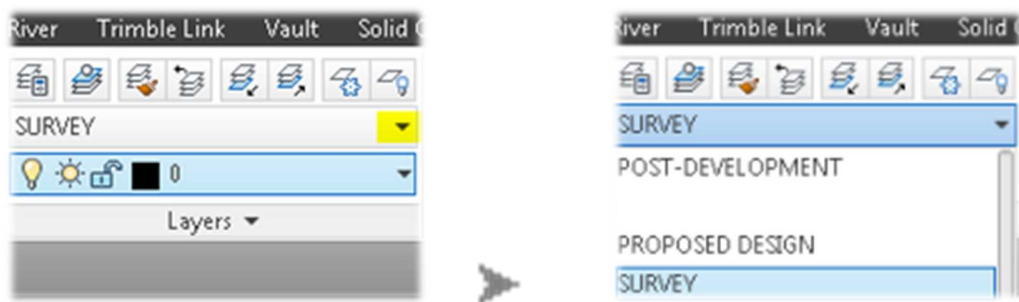 River Trimble Link Vault Solid
SURVEY
0
Layers
River Trimble Link Vault Solid
SURVEY
POST-DEVELOPMENT
PROPOSED DESIGN
SURVEY